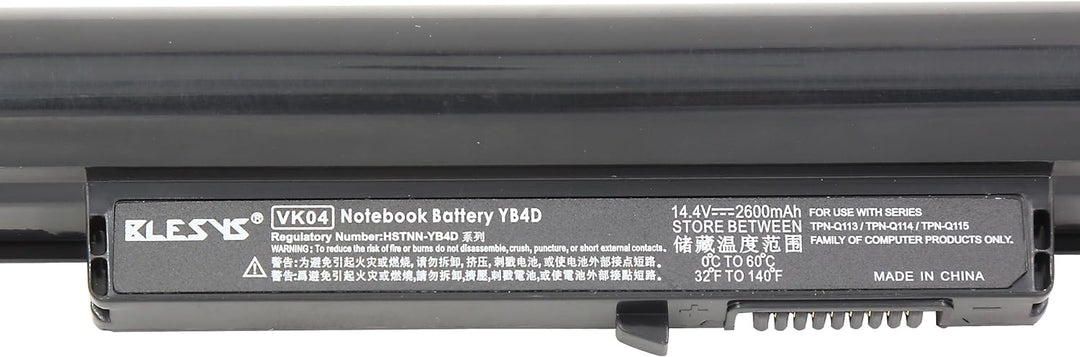 BLESYS®
VK04 Notebook Battery YB4D
Regulatory Number:HSTNN-YB4D 系列
WARNING: To reduce the risk of fire or burns do not disassemble, crush, puncture, or short external contacts.
警告:为避免引起火灾或燃烧, 请勿拆卸, 挤压, 刺戳电池, 或使电池外部接点短路.
警告:爲避免引起火災或燃燒, 請勿拆卸, 擠壓, 刺戳電池, 或使電池外部接點短路.
14.4V⎓2600mAh
STORE BETWEEN
储藏温度范围
0°C TO 60°C
32°F TO 140°F
FOR USE WITH SERIES
TPN-Q113 / TPN-Q114 / TPN-Q115
FAMILY OF COMPUTER PRODUCTS ONLY.
MADE IN CHINA
+ −